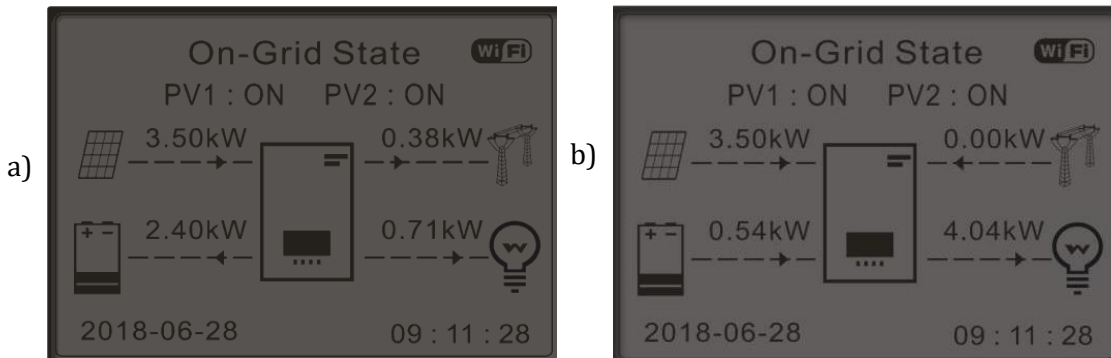 a)
On-Grid State WiFi
PV1 : ON PV2 : ON
3.50kW 0.38kW
2.40kW 0.71kW
2018-06-28 09 : 11 : 28
b)
On-Grid State WiFi
PV1 : ON PV2 : ON
3.50kW 0.00kW
0.54kW 4.04kW
2018-06-28 09 : 11 : 28